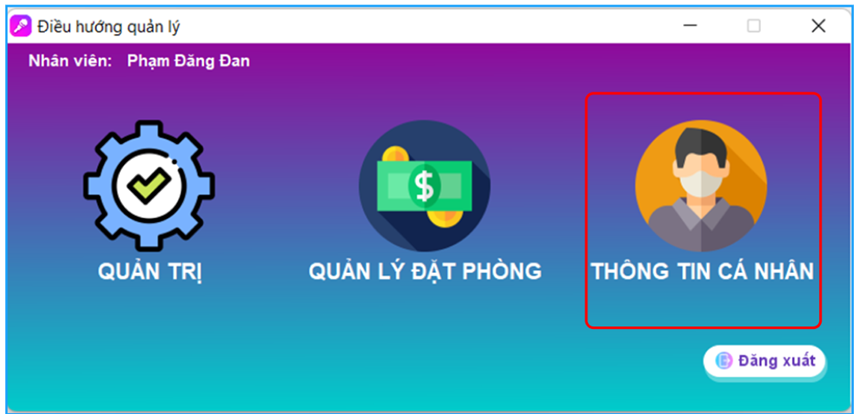 Điều hướng quản lý
Nhân viên: Phạm Đăng Đan
$
QUẢN TRỊ
QUẢN LÝ ĐẶT PHÒNG
THÔNG TIN CÁ NHÂN
Đăng xuất